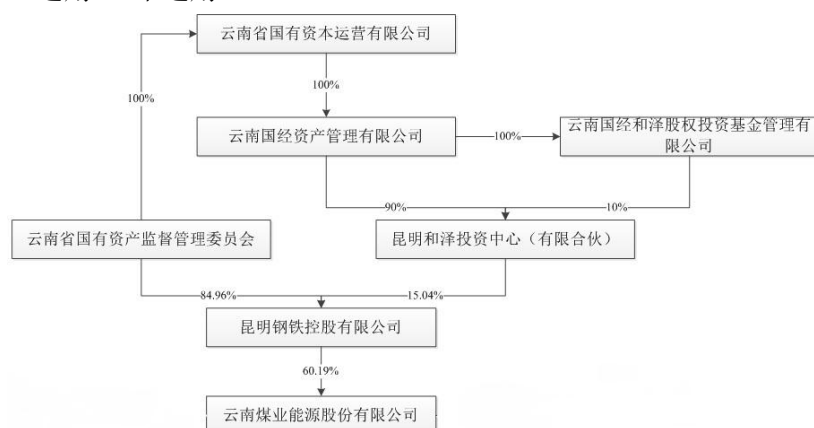 云南省国有资本运营有限公司
100%
100%
云南国经资产管理有限公司
100%
云南国经和泽股权投资基金管理有
限公司
90%
10%
云南省国有资产监督管理委员会
昆明和泽投资中心（有限合伙）
84.96%
15.04%
昆明钢铁控股有限公司
60.19%
云南煤业能源股份有限公司